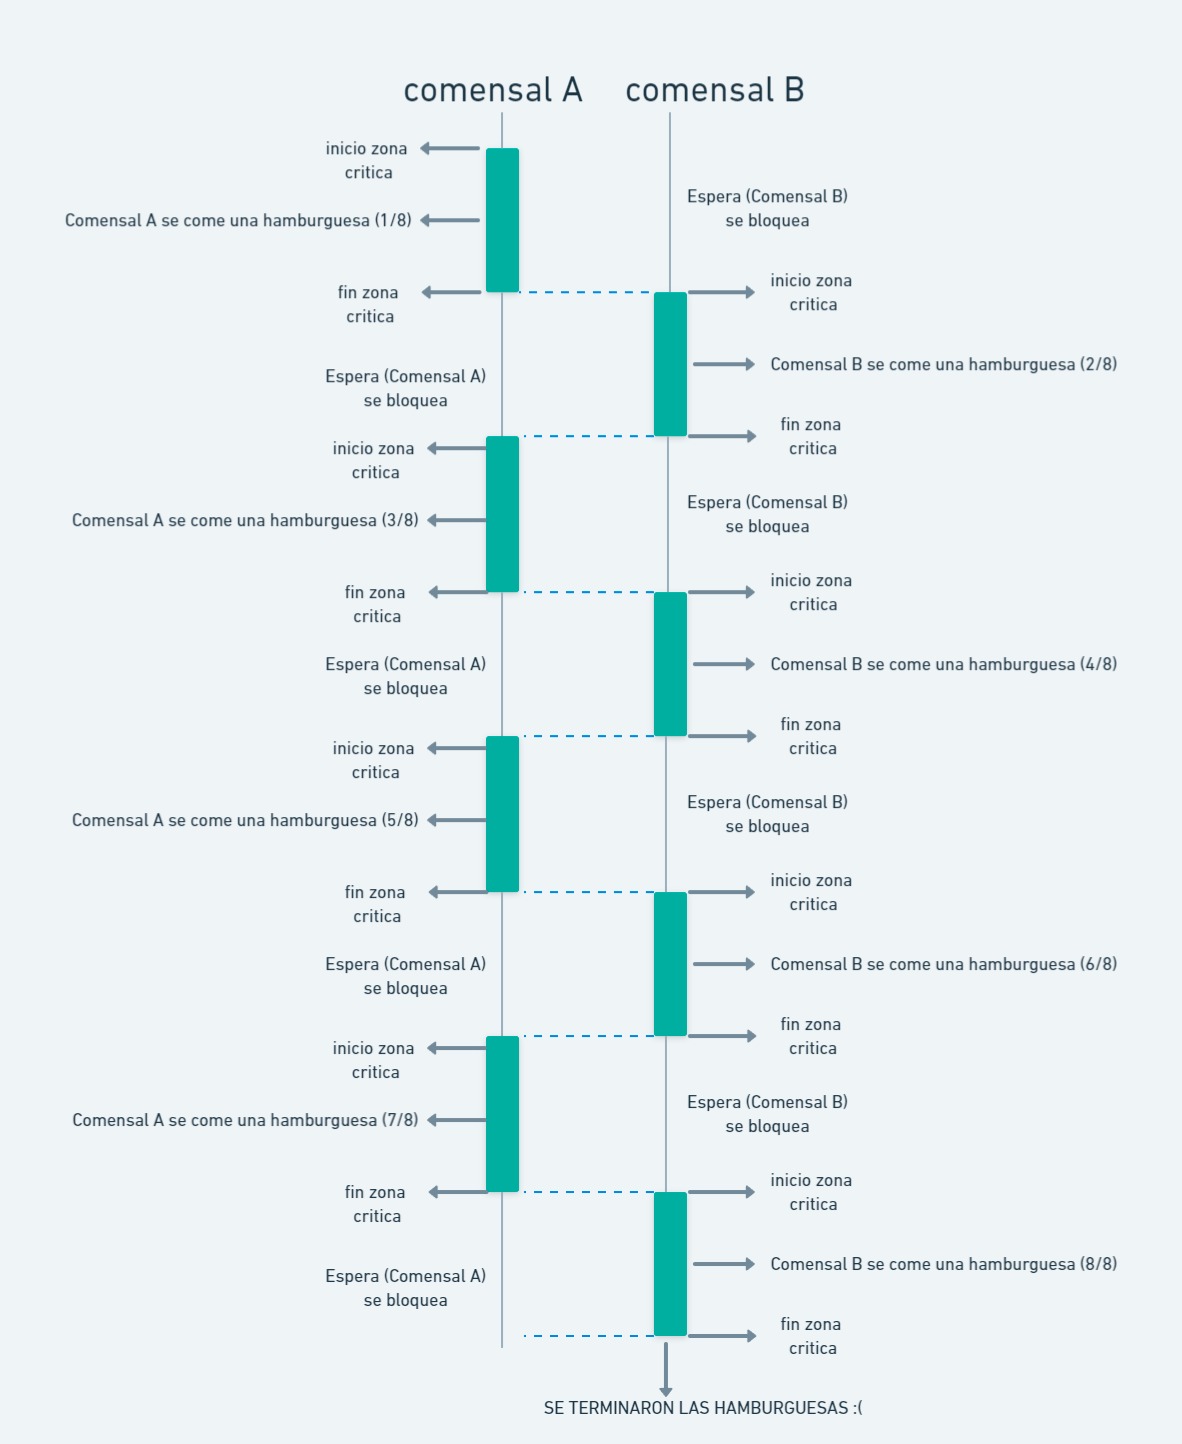 comensal A
comensal B
inicio zona
critica
Espera (Comensal B)
se bloquea
Comensal A se come una hamburguesa (1/8)
fin zona
critica
inicio zona
critica
Comensal B se come una hamburguesa (2/8)
Espera (Comensal A)
se bloquea
fin zona
critica
inicio zona
critica
Espera (Comensal B)
se bloquea
Comensal A se come una hamburguesa (3/8)
fin zona
critica
inicio zona
critica
Espera (Comensal A)
se bloquea
Comensal B se come una hamburguesa (4/8)
fin zona
critica
inicio zona
critica
Espera (Comensal B)
se bloquea
Comensal A se come una hamburguesa (5/8)
fin zona
critica
inicio zona
critica
Espera (Comensal A)
se bloquea
Comensal B se come una hamburguesa (6/8)
fin zona
critica
inicio zona
critica
Espera (Comensal B)
se bloquea
Comensal A se come una hamburguesa (7/8)
fin zona
critica
inicio zona
critica
Espera (Comensal A)
se bloquea
Comensal B se come una hamburguesa (8/8)
fin zona
critica
SE TERMINARON LAS HAMBURGUESAS :(